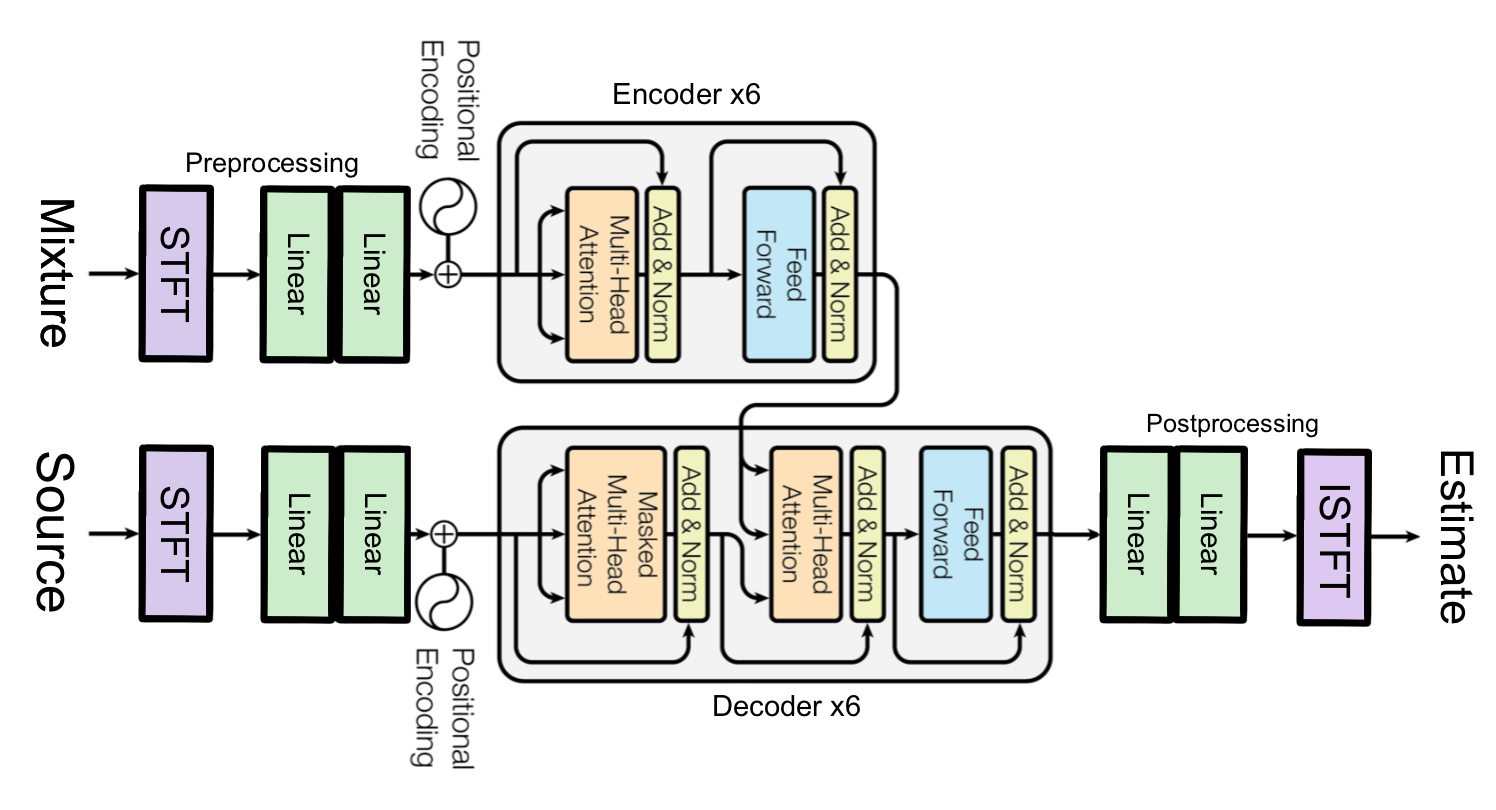 Positional
Encoding
Encoder x6
Preprocessing
Mixture
STFT
Linear
Linear
Multi-Head
Attention
Add & Norm
Feed
Forward
Add & Norm
Source
STFT
Linear
Linear
Positional
Encoding
Masked
Multi-Head
Attention
Add & Norm
Multi-Head
Attention
Add & Norm
Feed
Forward
Add & Norm
Decoder x6
Postprocessing
Linear
Linear
ISTFT
Estimate